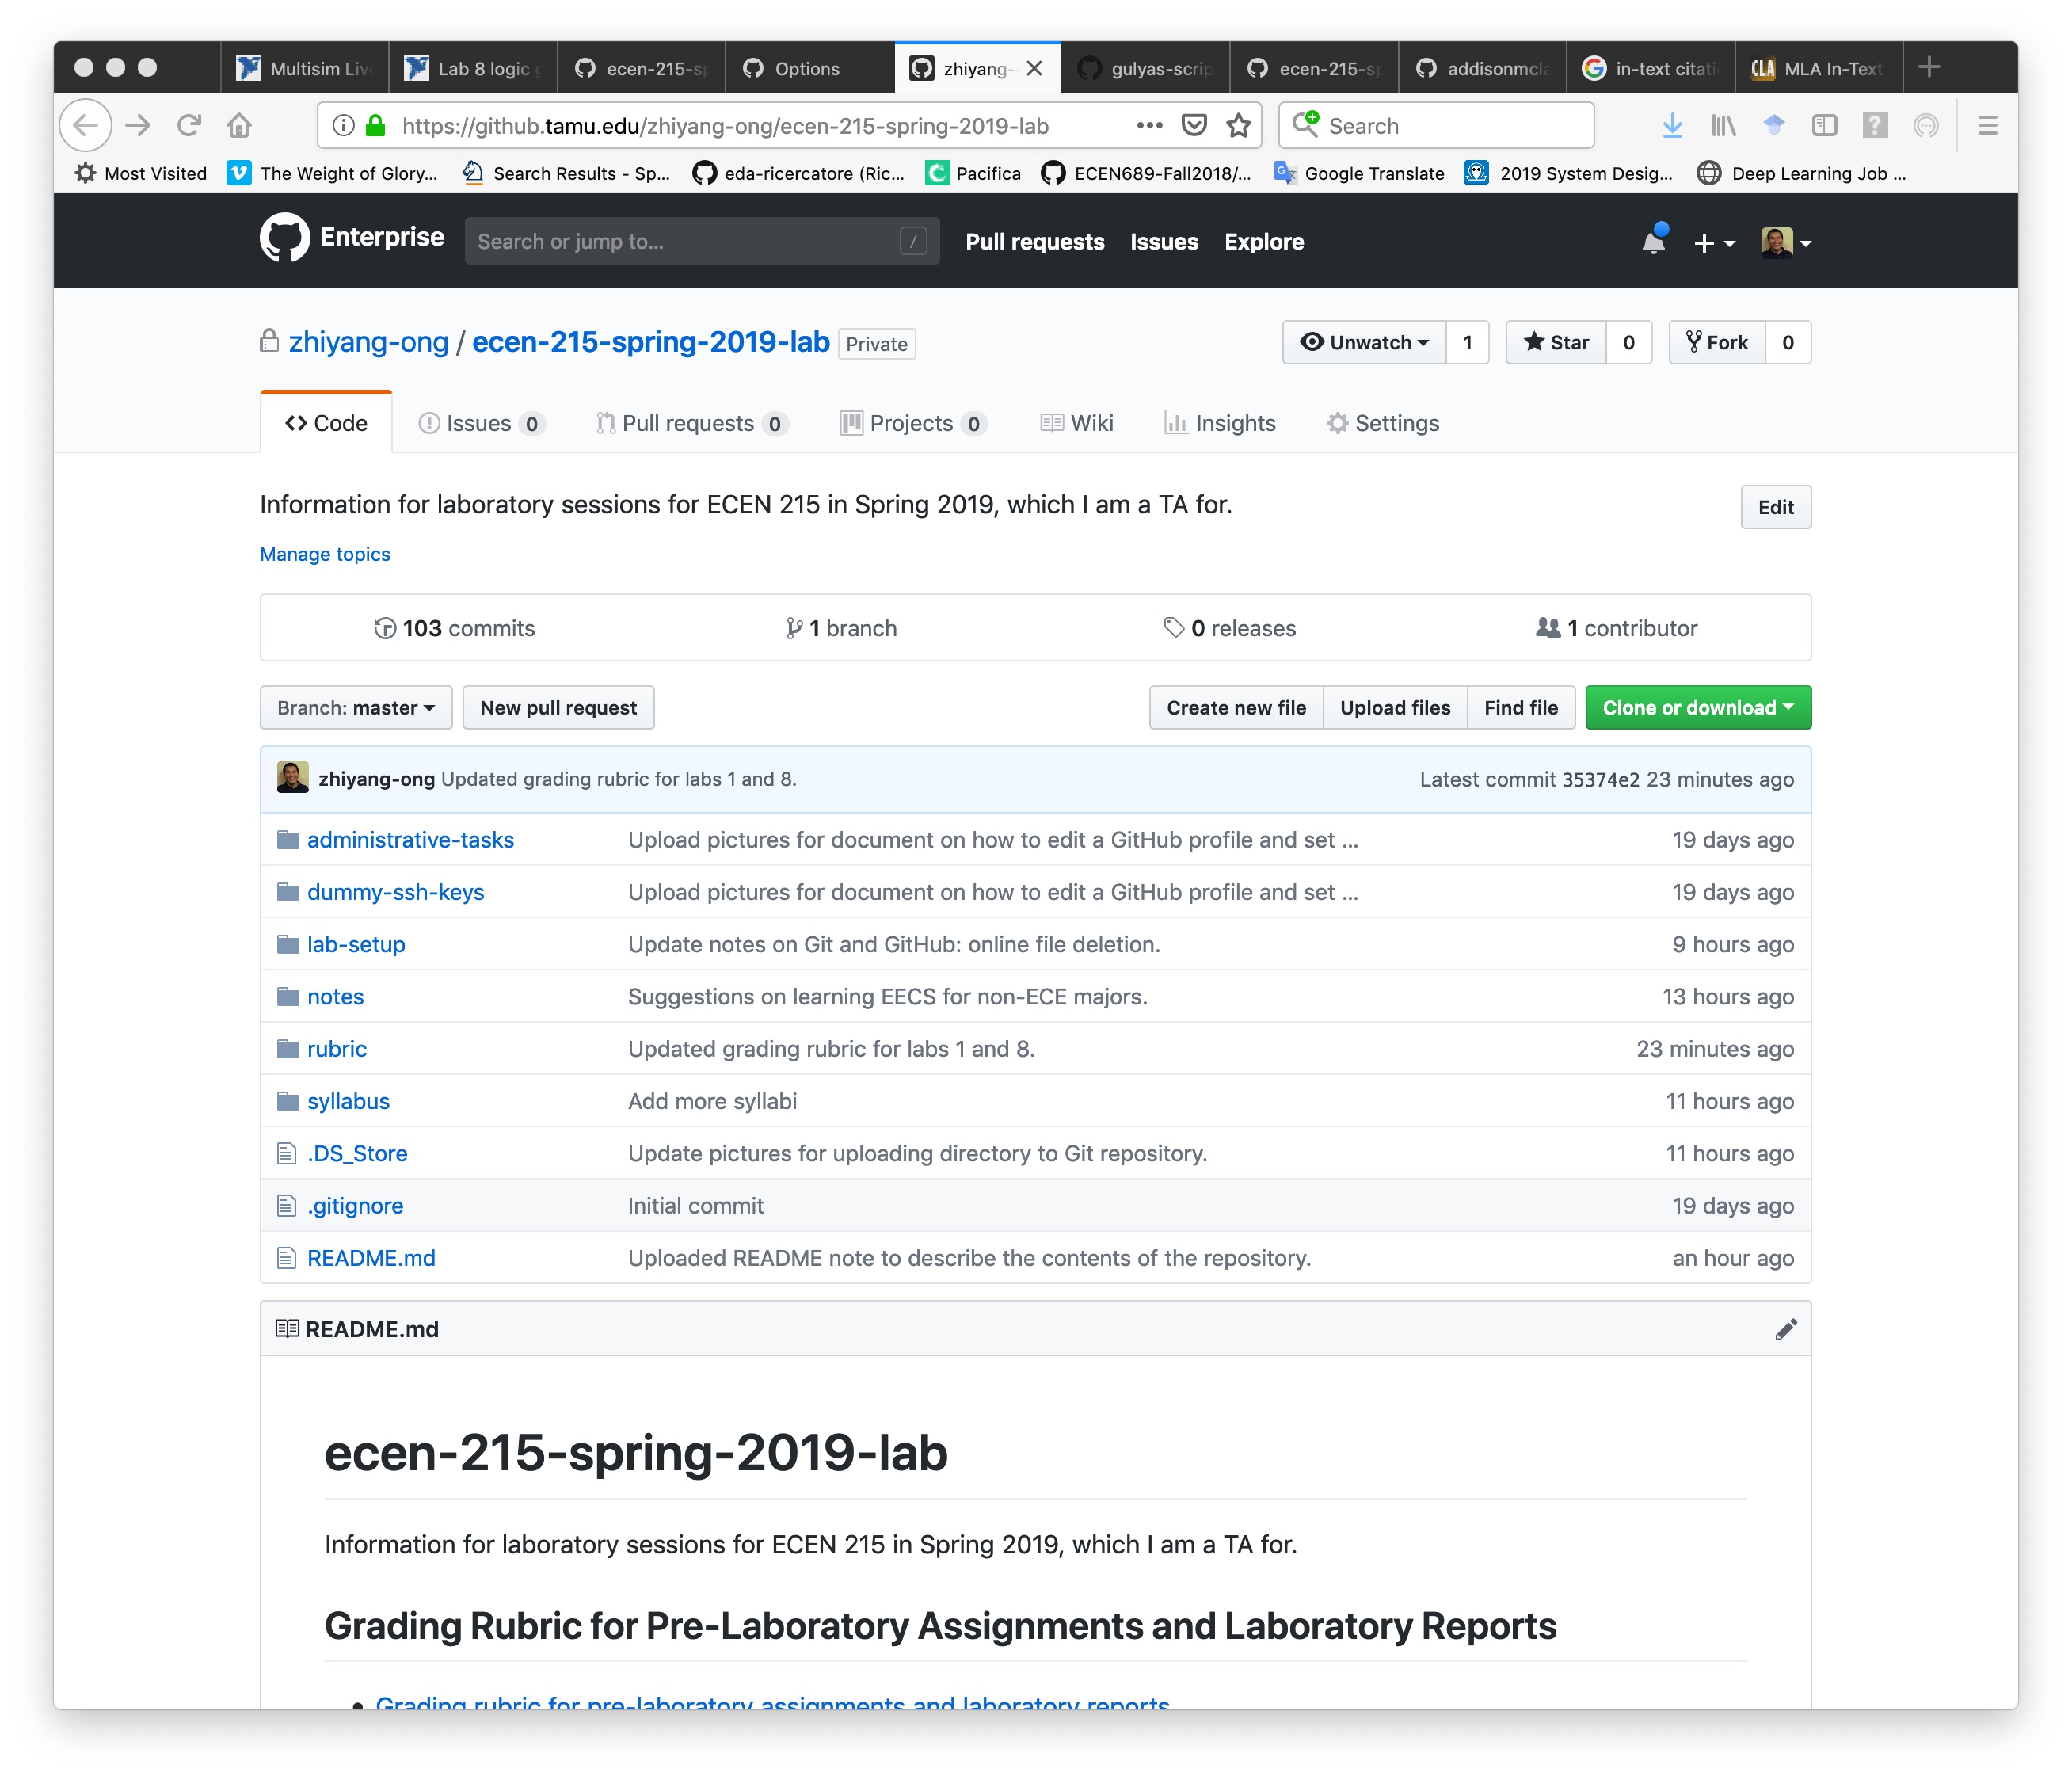 Multisim Liv
Lab 8 logic g
ecen-215-sp
Options
zhiyang-
gulyas-scrip
ecen-215-sp
addisonmcla
in-text citati
CLA MLA In-Text
https://github.tamu.edu/zhiyang-ong/ecen-215-spring-2019-lab
Search
Most Visited
The Weight of Glory...
Search Results - Sp...
eda-ricercatore (Ric...
Pacifica
ECEN689-Fall2018/...
Google Translate
2019 System Desig...
Deep Learning Job ...
Enterprise
Search or jump to...
/
Pull requests
Issues
Explore
zhiyang-ong / ecen-215-spring-2019-lab Private
Unwatch 1
Star 0
Fork 0
Code
Issues 0
Pull requests 0
Projects 0
Wiki
Insights
Settings
Information for laboratory sessions for ECEN 215 in Spring 2019, which I am a TA for.
Edit
Manage topics
103 commits
1 branch
0 releases
1 contributor
Branch: master
New pull request
Create new file
Upload files
Find file
Clone or download
zhiyang-ong Updated grading rubric for labs 1 and 8.
Latest commit 35374e2 23 minutes ago
administrative-tasks Upload pictures for document on how to edit a GitHub profile and set ... 19 days ago
dummy-ssh-keys Upload pictures for document on how to edit a GitHub profile and set ... 19 days ago
lab-setup Update notes on Git and GitHub: online file deletion. 9 hours ago
notes Suggestions on learning EECS for non-ECE majors. 13 hours ago
rubric Updated grading rubric for labs 1 and 8. 23 minutes ago
syllabus Add more syllabi 11 hours ago
.DS_Store Update pictures for uploading directory to Git repository. 11 hours ago
.gitignore Initial commit 19 days ago
README.md Uploaded README note to describe the contents of the repository. an hour ago
README.md
ecen-215-spring-2019-lab
Information for laboratory sessions for ECEN 215 in Spring 2019, which I am a TA for.
Grading Rubric for Pre-Laboratory Assignments and Laboratory Reports
• Grading rubric for pre-laboratory assignments and laboratory reports